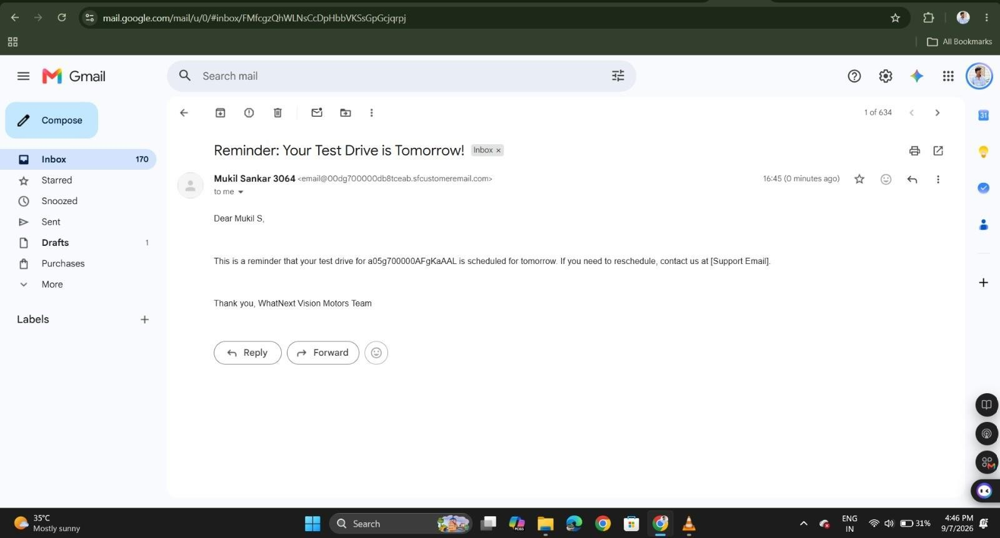 mail.google.com/mail/u/0/#inbox/FMfcgzQhWLNsCcDpHbbVKSsGpGcjqrpj
All Bookmarks
Gmail
Search mail
Compose
1 of 634
Reminder: Your Test Drive is Tomorrow! Inbox ×
Inbox 170
Mukil Sankar 3064 <email@00dg700000db8tceab.sfcustomeremail.com> 16:45 (0 minutes ago)
to me
Starred
Snoozed
Sent
Drafts 1
Purchases
More
Labels
Dear Mukil S,
This is a reminder that your test drive for a05g700000AFgKaAAL is scheduled for tomorrow. If you need to reschedule, contact us at [Support Email].
Thank you, WhatNext Vision Motors Team
Reply Forward
31
35°C
Mostly sunny
Search
M365
ENG
IN
31%
4:46 PM
9/7/2026